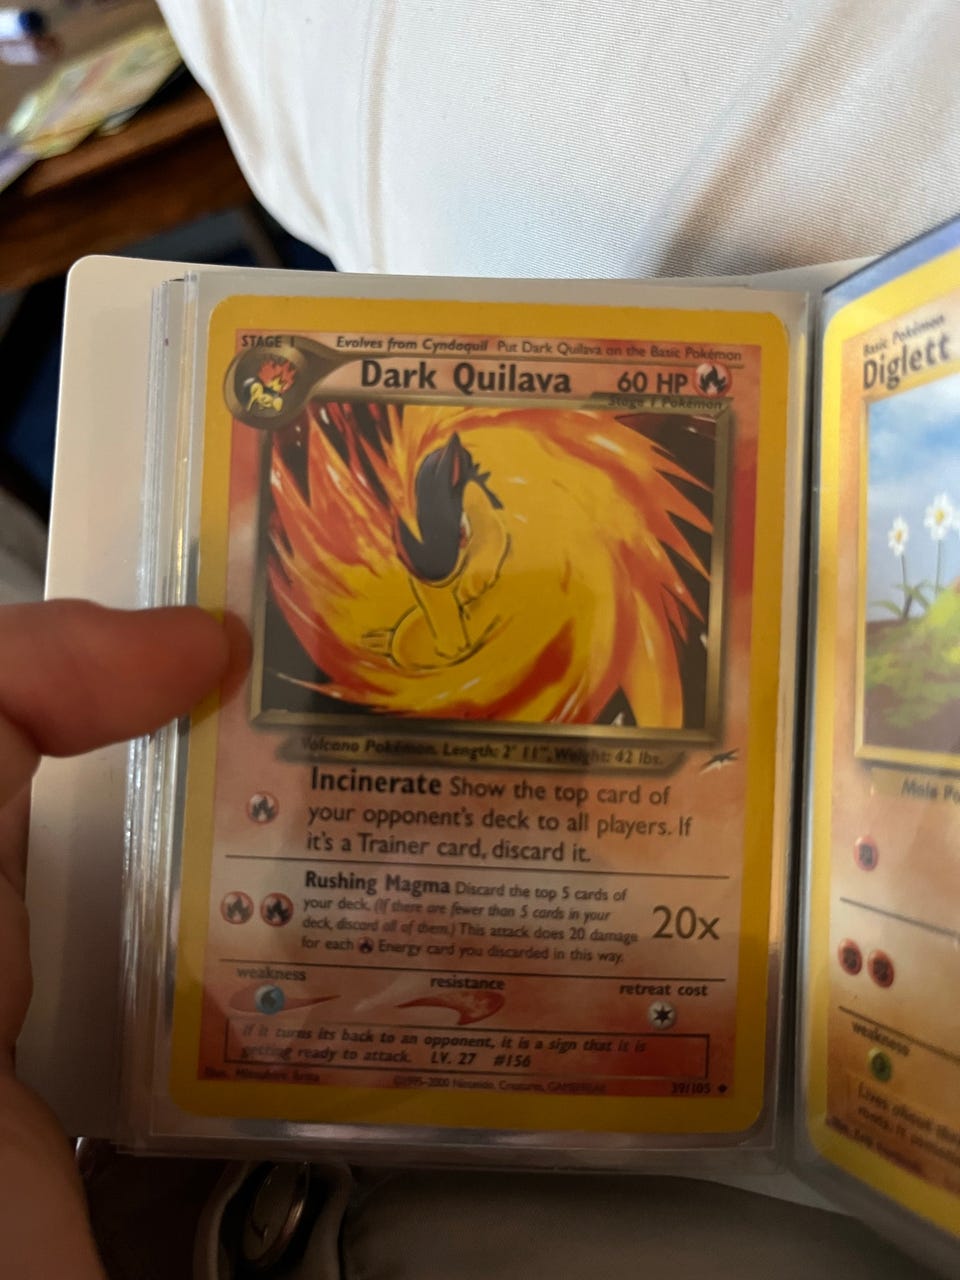 STAGE 1 Evolves from Cyndaquil Put Dark Quilava on the Basic Pokémon
Dark Quilava 60 HP
Stage 1 Pokémon
Volcano Pokémon. Length: 2' 11", Weight: 42 lbs.
Incinerate Show the top card of
your opponent's deck to all players. If
it's a Trainer card, discard it.
Rushing Magma Discard the top 5 cards of
your deck. (If there are fewer than 5 cards in your
deck, discard all of them.) This attack does 20 damage
for each Energy card you discarded in this way.
20x
weakness resistance retreat cost
If it turns its back to an opponent, it is a sign that it is
getting ready to attack. LV. 27 #156
Illus. Mitsuhiro Arita ©1995-2000 Nintendo, Creatures, GAMEFREAK 39/105
Basic Pokémon
Diglett
Mole Po
weakness
Lives about